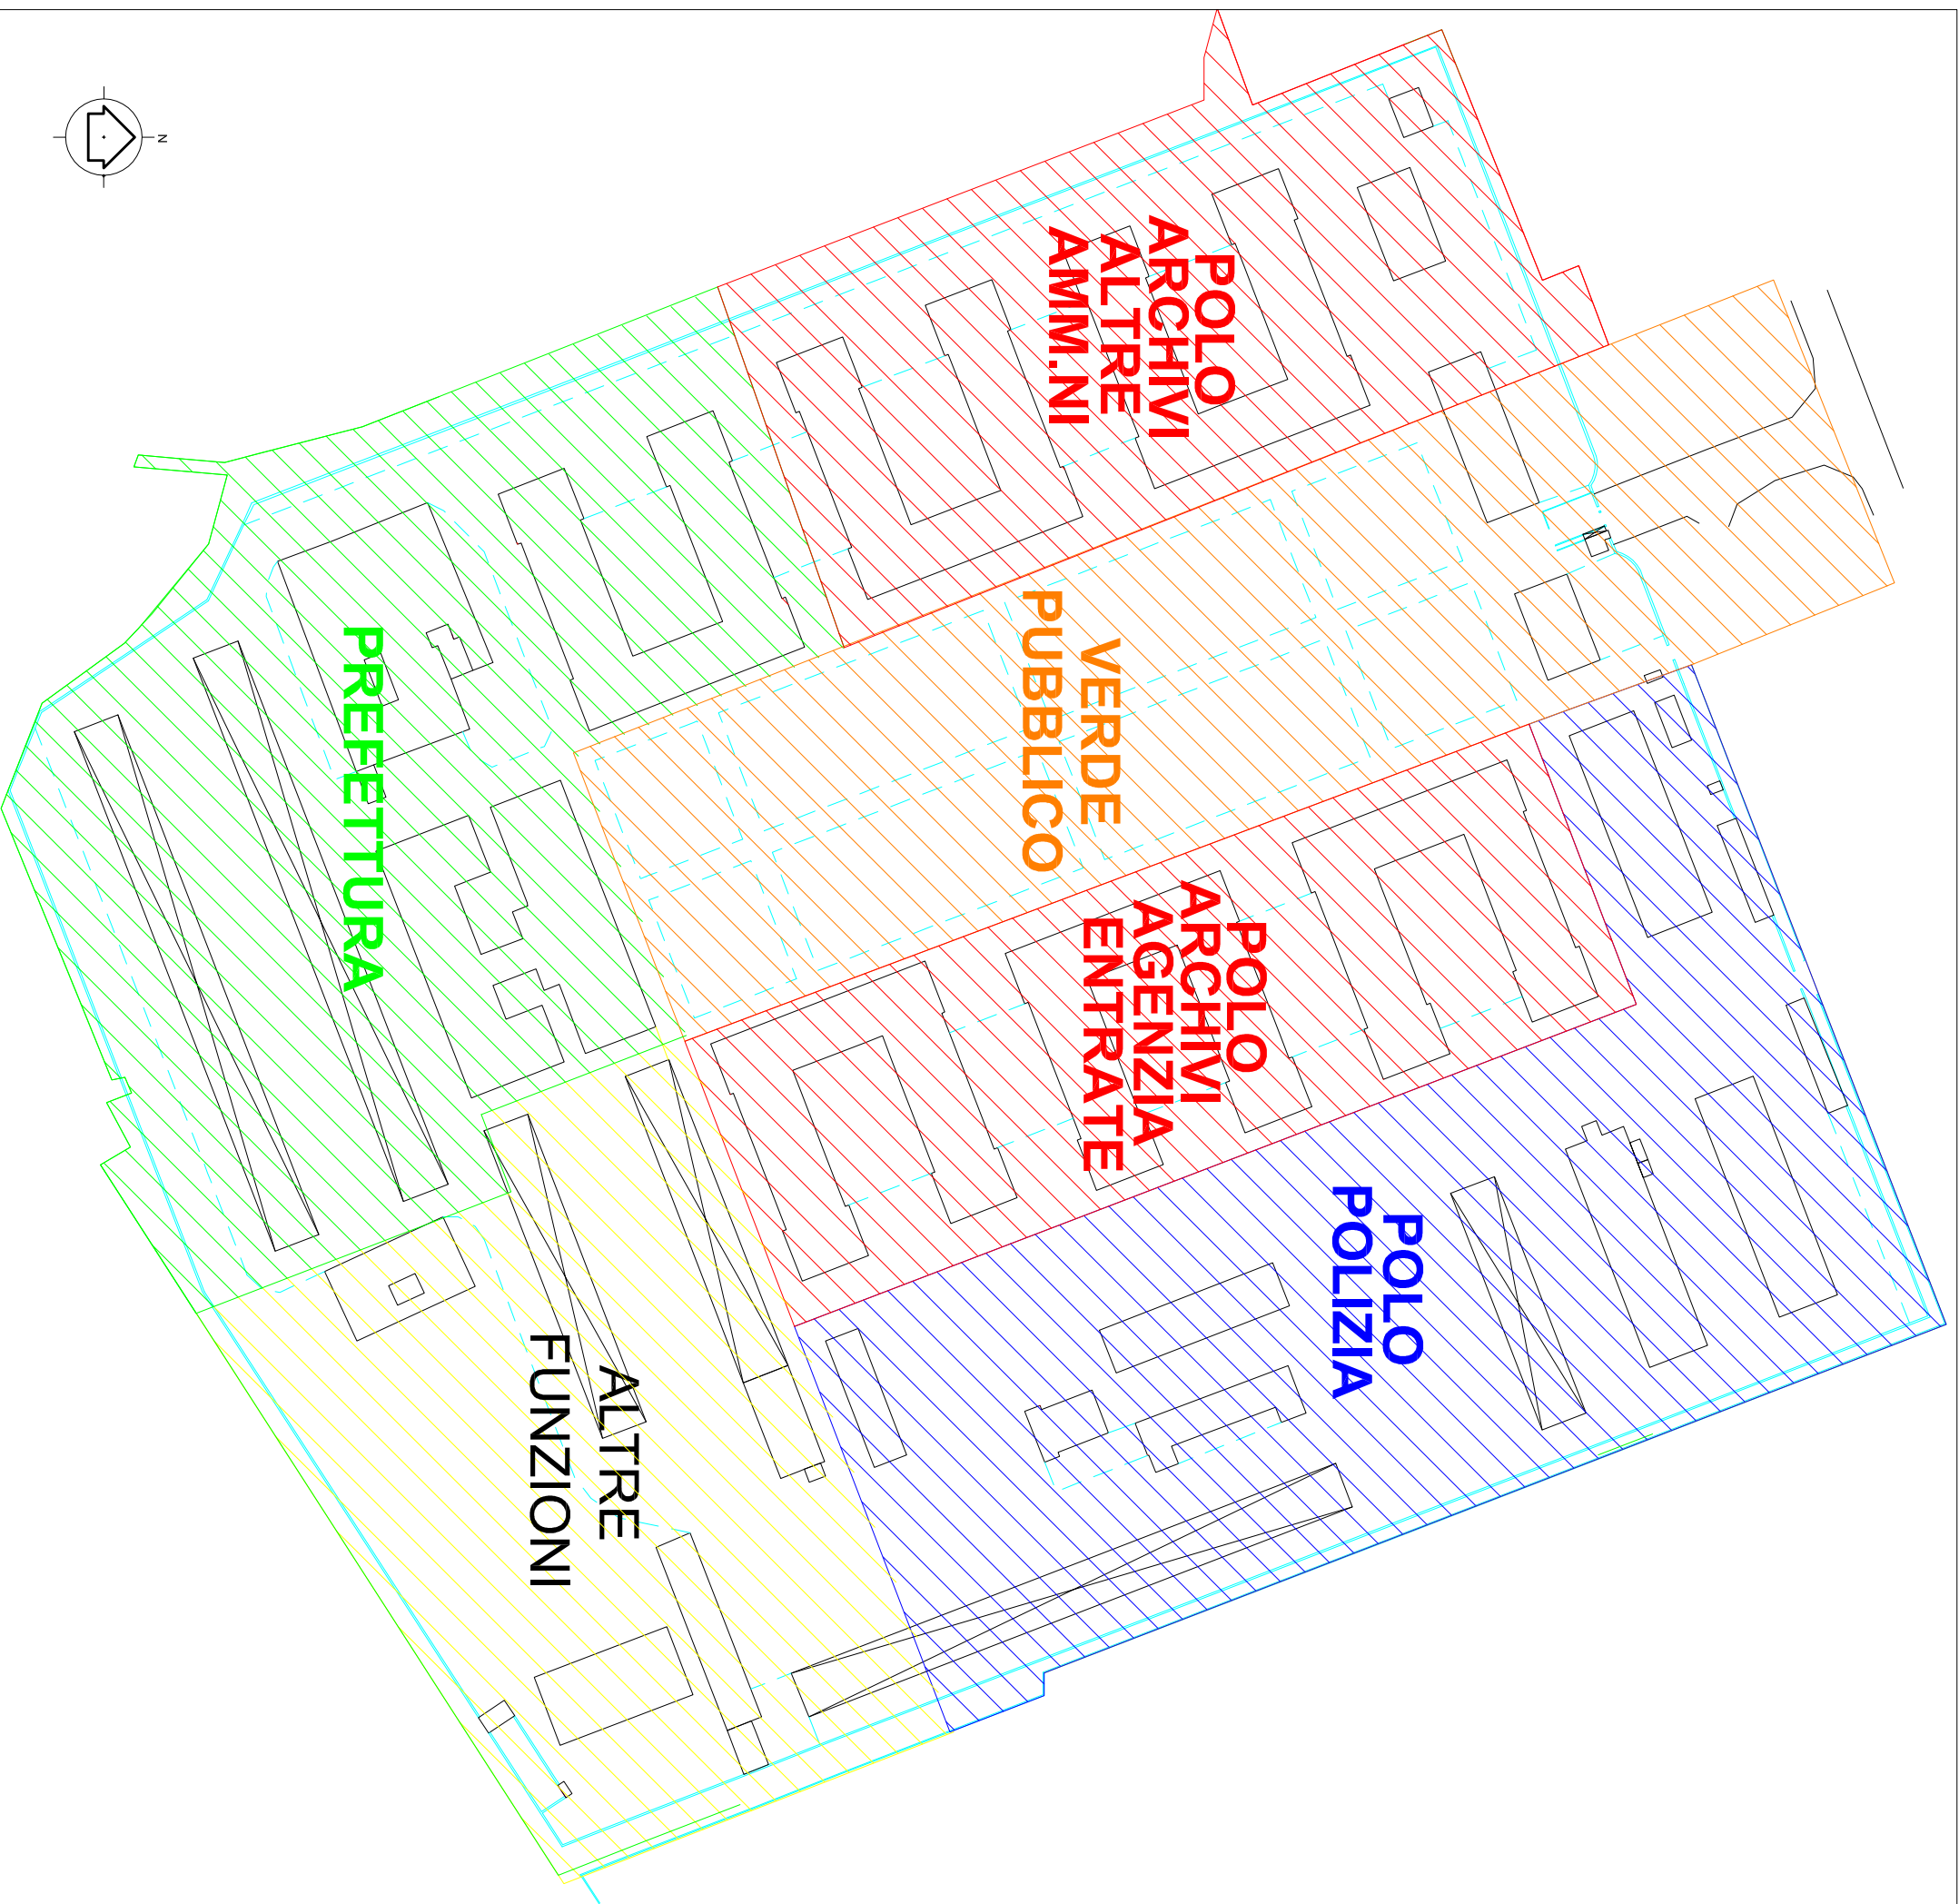 N
POLO
ARCHIVI
ALTRE
AMM.NI
VERDE
PUBBLICO
PREFETTURA
POLO
ARCHIVI
AGENZIA
ENTRATE
POLO
POLIZIA
ALTRE
FUNZIONI